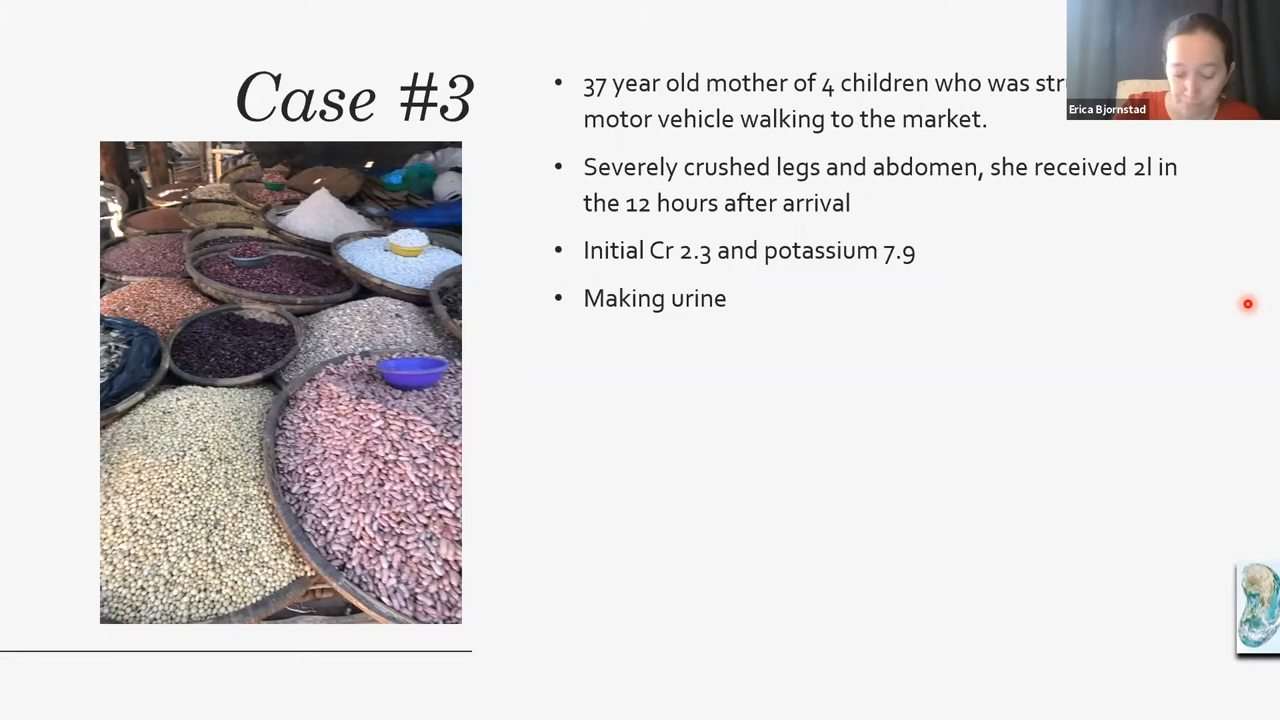 Case #3
• 37 year old mother of 4 children who was
motor vehicle walking to the market.
• Severely crushed legs and abdomen, she received 2l in
the 12 hours after arrival
• Initial Cr 2.3 and potassium 7.9
• Making urine
Erica Bjornstad